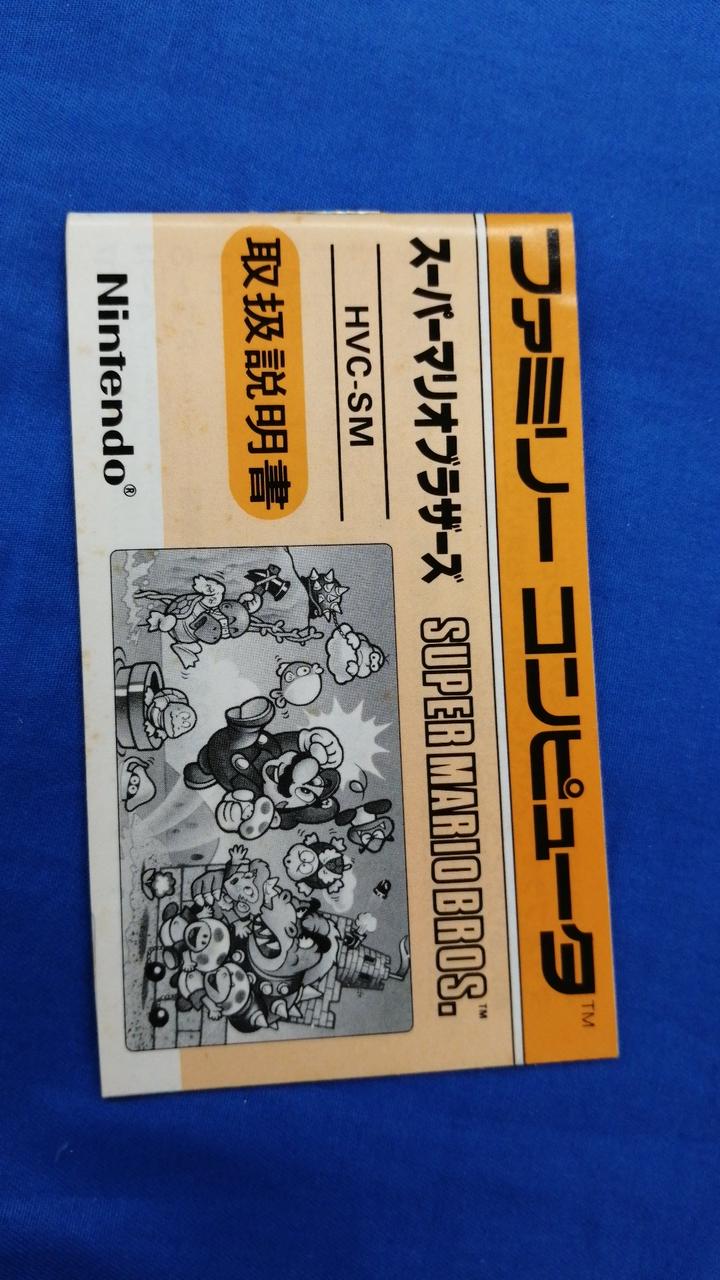 ファミリー コンピュータ™
スーパーマリオブラザーズ SUPER MARIO BROS.™
HVC-SM
取扱説明書
Nintendo®